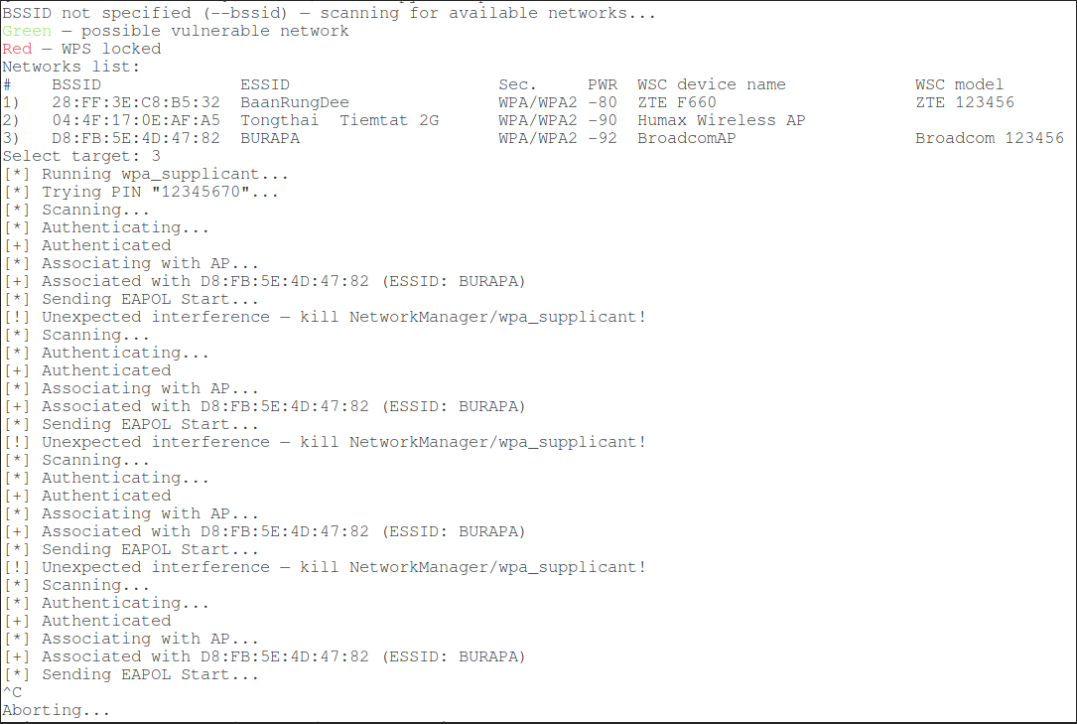 BSSID not specified (--bssid) — scanning for available networks...
Green — possible vulnerable network
Red — WPS locked
Networks list:
# BSSID ESSID Sec. PWR WSC device name WSC model
1) 28:FF:3E:C8:B5:32 BaanRungDee WPA/WPA2 -80 ZTE F660 ZTE 123456
2) 04:4F:17:0E:AF:A5 Tongthai  Tiemtat 2G WPA/WPA2 -90 Humax Wireless AP
3) D8:FB:5E:4D:47:82 BURAPA WPA/WPA2 -92 BroadcomAP Broadcom 123456
Select target: 3
[*] Running wpa_supplicant...
[*] Trying PIN "12345670"...
[*] Scanning...
[*] Authenticating...
[+] Authenticated
[*] Associating with AP...
[+] Associated with D8:FB:5E:4D:47:82 (ESSID: BURAPA)
[*] Sending EAPOL Start...
[!] Unexpected interference — kill NetworkManager/wpa_supplicant!
[*] Scanning...
[*] Authenticating...
[+] Authenticated
[*] Associating with AP...
[+] Associated with D8:FB:5E:4D:47:82 (ESSID: BURAPA)
[*] Sending EAPOL Start...
[!] Unexpected interference — kill NetworkManager/wpa_supplicant!
[*] Scanning...
[*] Authenticating...
[+] Authenticated
[*] Associating with AP...
[+] Associated with D8:FB:5E:4D:47:82 (ESSID: BURAPA)
[*] Sending EAPOL Start...
[!] Unexpected interference — kill NetworkManager/wpa_supplicant!
[*] Scanning...
[*] Authenticating...
[+] Authenticated
[*] Associating with AP...
[+] Associated with D8:FB:5E:4D:47:82 (ESSID: BURAPA)
[*] Sending EAPOL Start...
^C
Aborting...